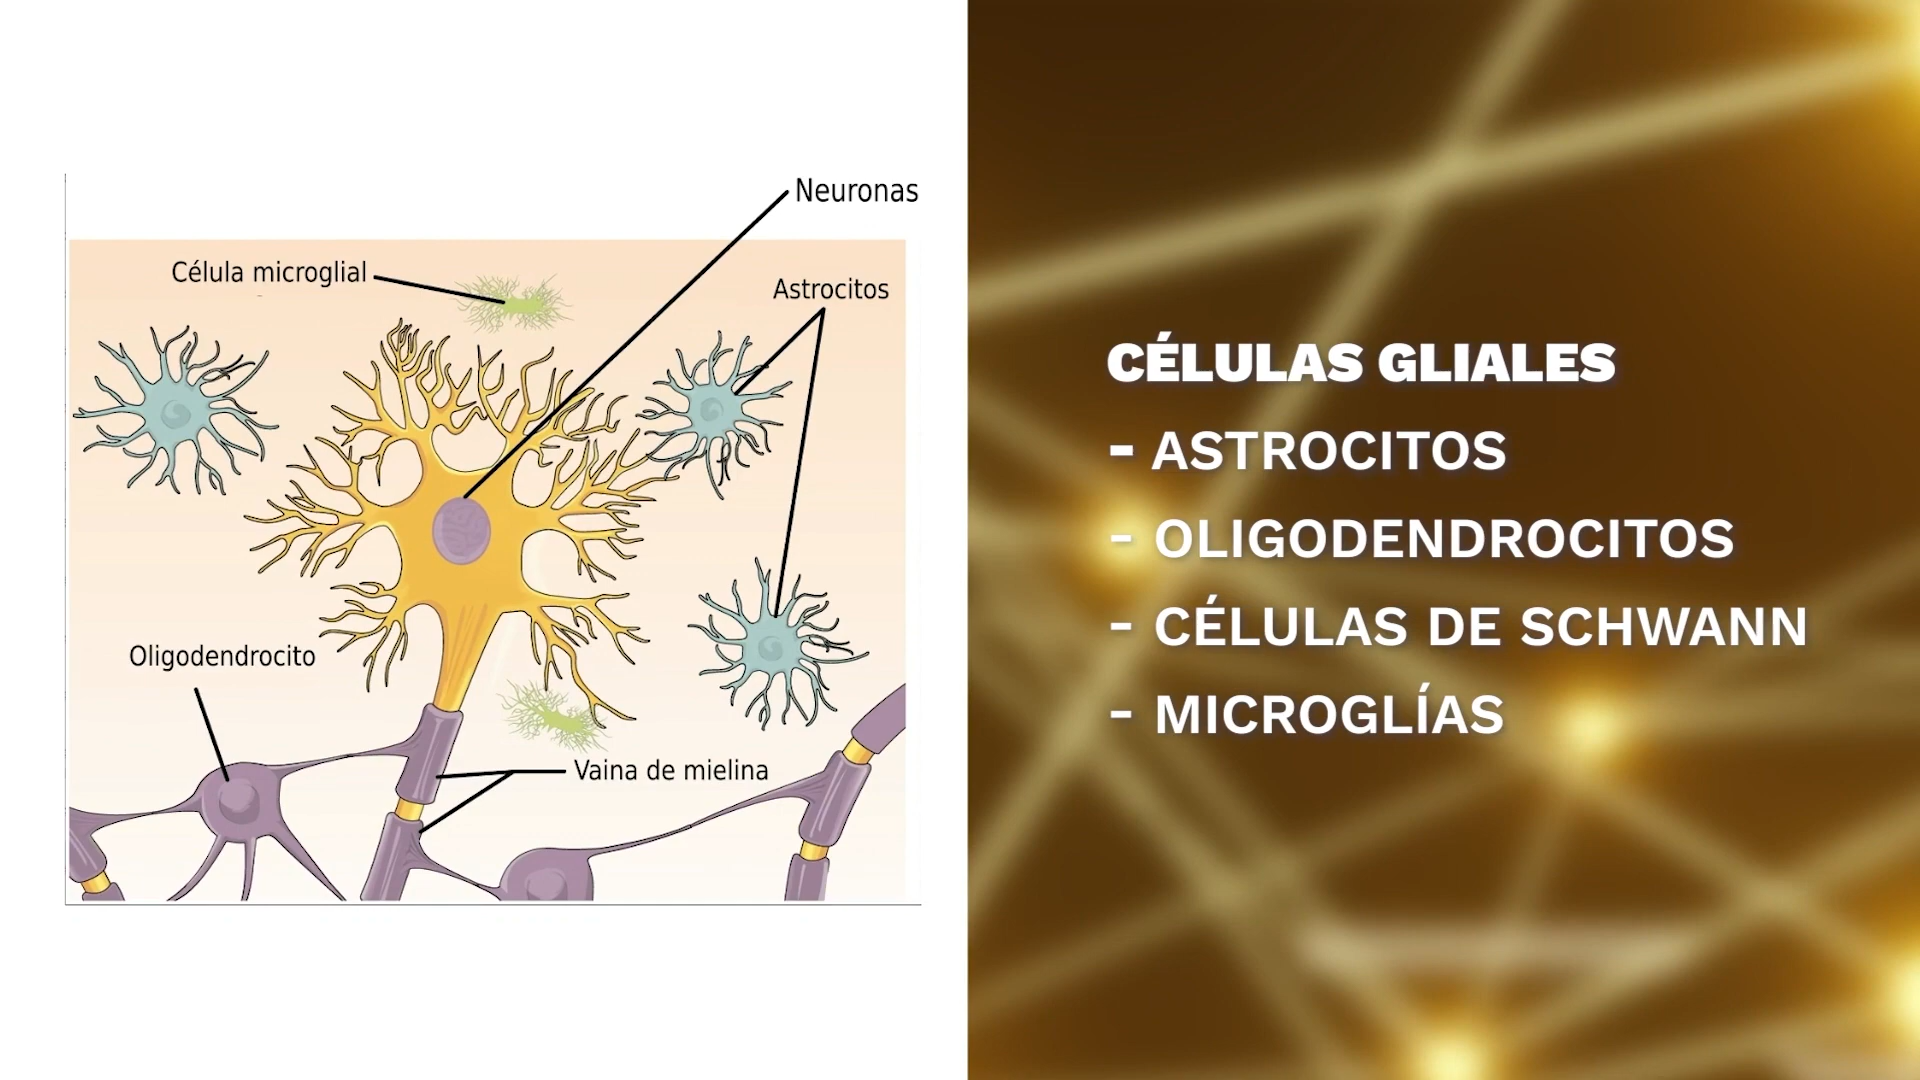 Neuronas
Célula microglial
Astrocitos
Oligodendrocito
Vaina de mielina
CÉLULAS GLIALES
- ASTROCITOS
- OLIGODENDROCITOS
- CÉLULAS DE SCHWANN
- MICROGLÍAS